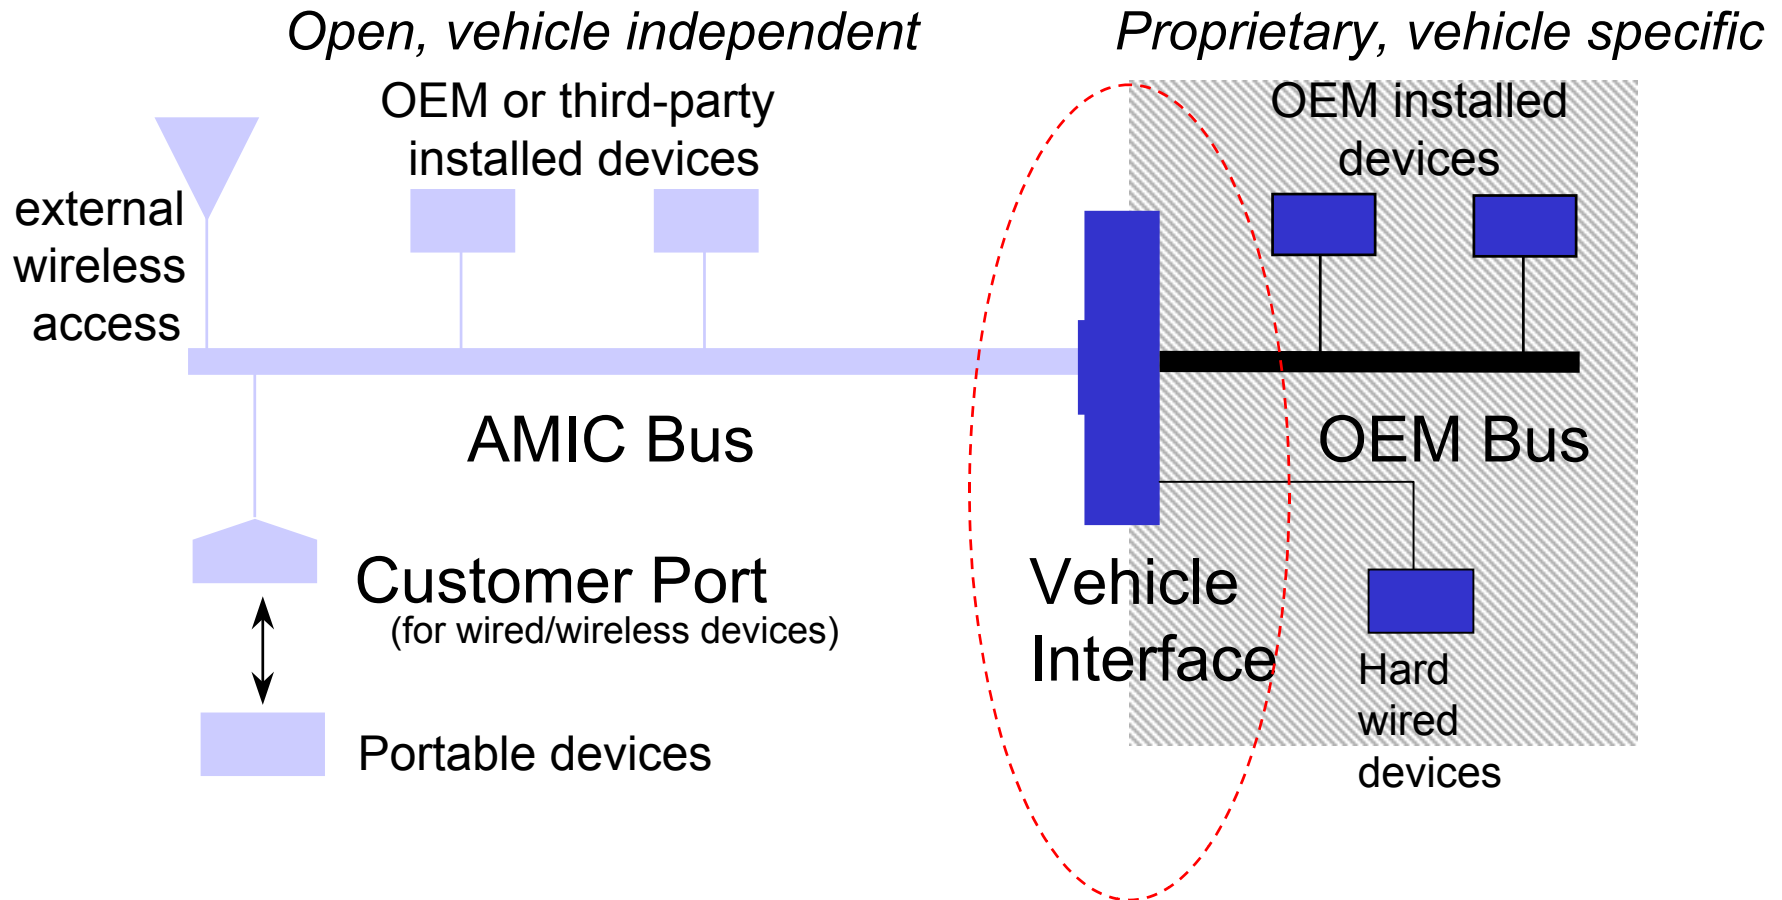 Open, vehicle independent
Proprietary, vehicle specific
OEM or third-party
installed devices
OEM installed
devices
external
wireless
access
AMIC Bus
OEM Bus
Customer Port
(for wired/wireless devices)
Vehicle
Interface
Hard
wired
devices
Portable devices